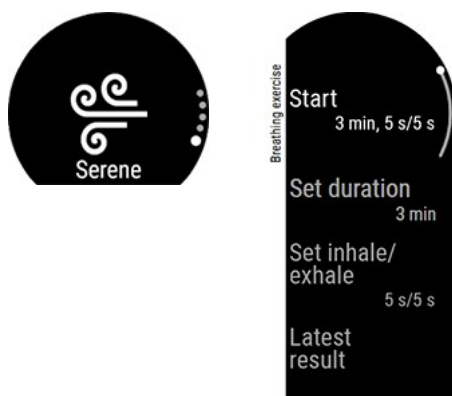 Serene
Breathing exercise
Start
3 min, 5 s/5 s
Set duration
3 min
Set inhale/
exhale
5 s/5 s
Latest
result